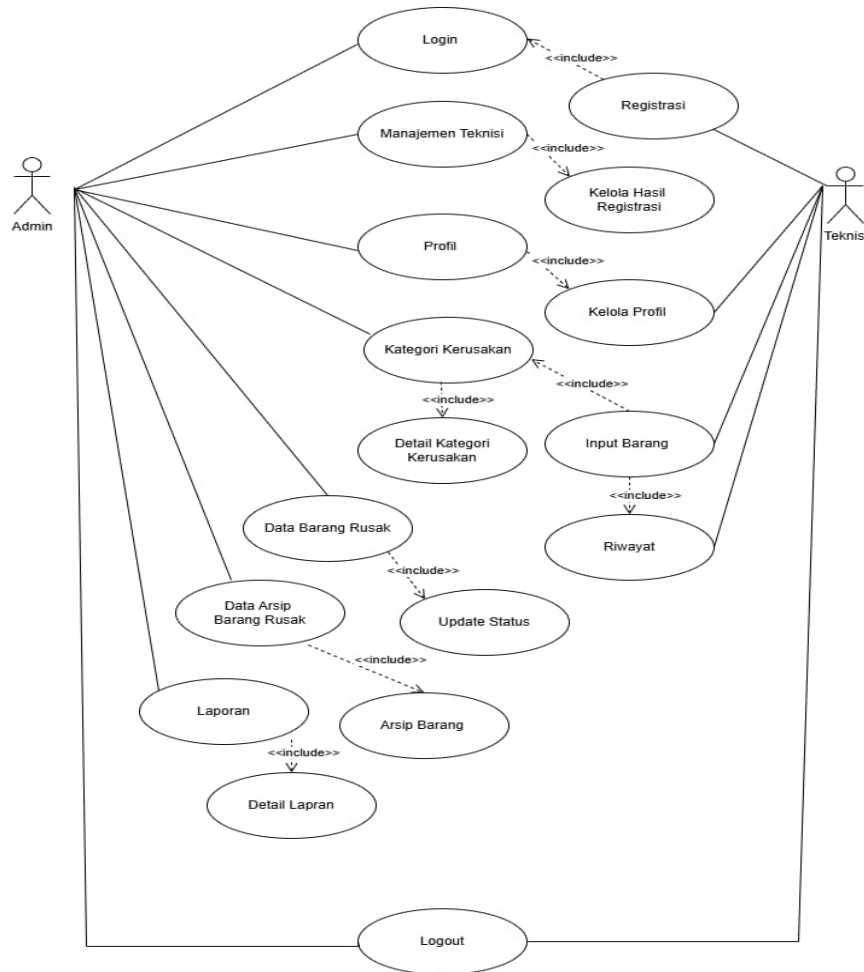 Login
<<include>>
Registrasi
Manajemen Teknisi
<<include>>
Kelola Hasil
Registrasi
Admin
Teknis
Profil
<<include>>
Kelola Profil
Kategori Kerusakan
<<include>>
<<include>>
Detail Kategori
Kerusakan
Input Barang
<<include>>
Data Barang Rusak
Riwayat
<<include>>
Data Arsip
Barang Rusak
Update Status
<<include>>
Laporan
Arsip Barang
<<include>>
Detail Lapran
Logout